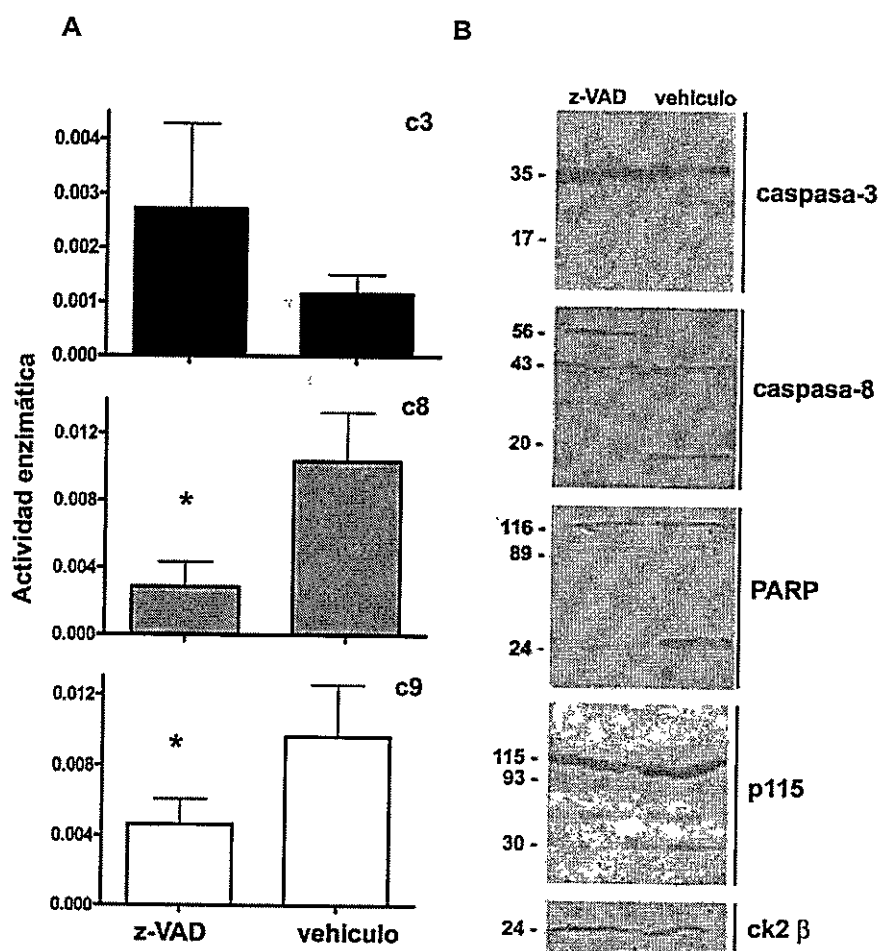 A
B
Actividad enzimática
c3
0.004
0.003
0.002
0.001
0.000
c8
0.012
0.008
0.004
0.000
*
c9
0.012
0.008
0.004
0.000
*
z-VAD vehiculo
z-VAD vehiculo
35 -
17 -
caspasa-3
56 -
43 -
20 -
caspasa-8
116 -
89 -
24 -
PARP
115 -
93 -
30 -
p115
24 -
ck2 β